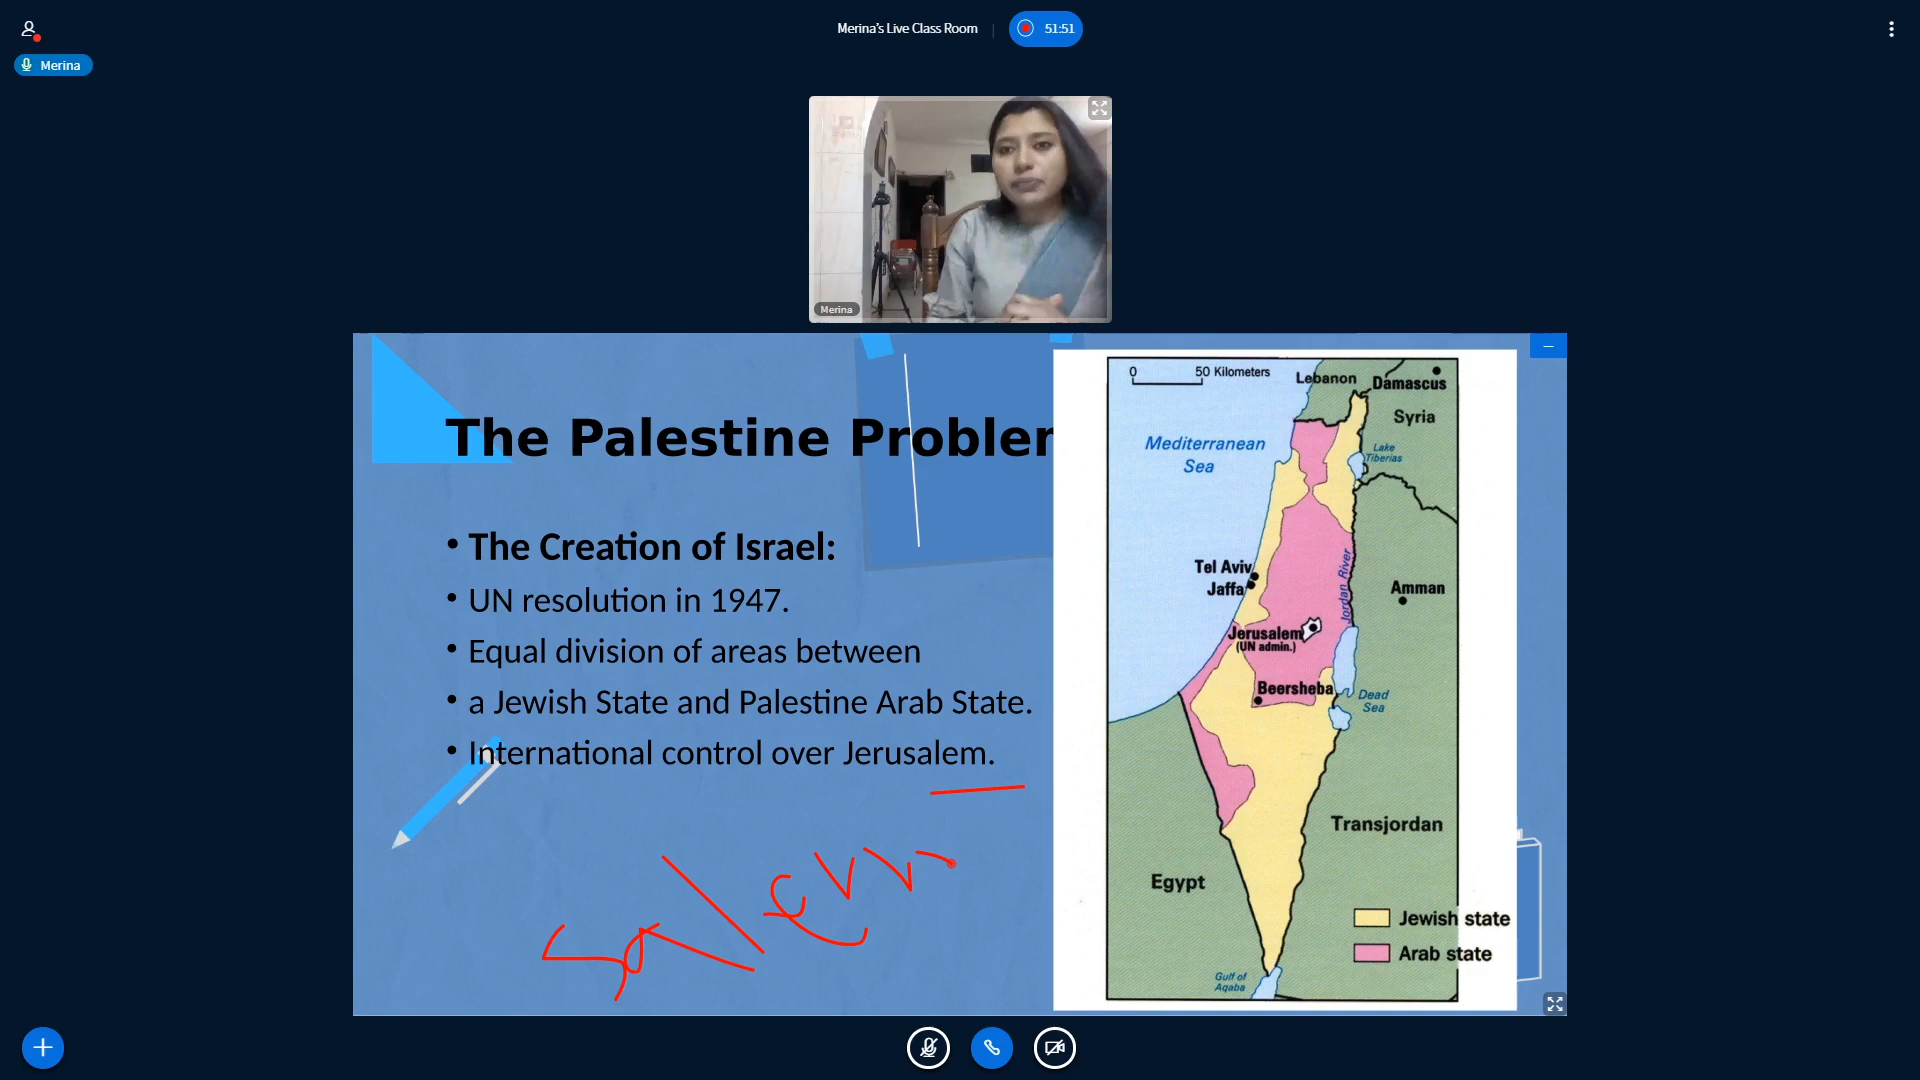 Merina's Live Class Room
51:51
Merina
Merina
The Palestine Problem
• The Creation of Israel:
• UN resolution in 1947.
• Equal division of areas between
• a Jewish State and Palestine Arab State.
• International control over Jerusalem.
Salem
0 50 Kilometers
Lebanon
Damascus
Syria
Mediterranean
Sea
Lake
Tiberias
Tel Aviv
Jaffa
Jordan River
Amman
Jerusalem
(UN admin.)
Beersheba
Dead
Sea
Transjordan
Egypt
Jewish state
Arab state
Gulf of
Aqaba